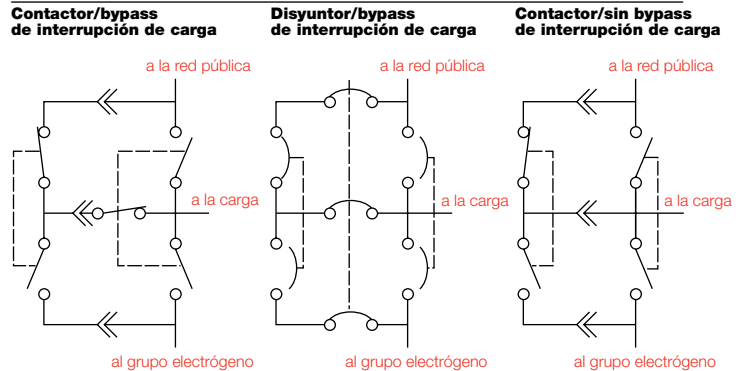 Contactor/bypass
de interrupción de carga
Disyuntor/bypass
de interrupción de carga
Contactor/sin bypass
de interrupción de carga
a la red pública
a la red pública
a la red pública
a la carga
a la carga
a la carga
al grupo electrógeno
al grupo electrógeno
al grupo electrógeno